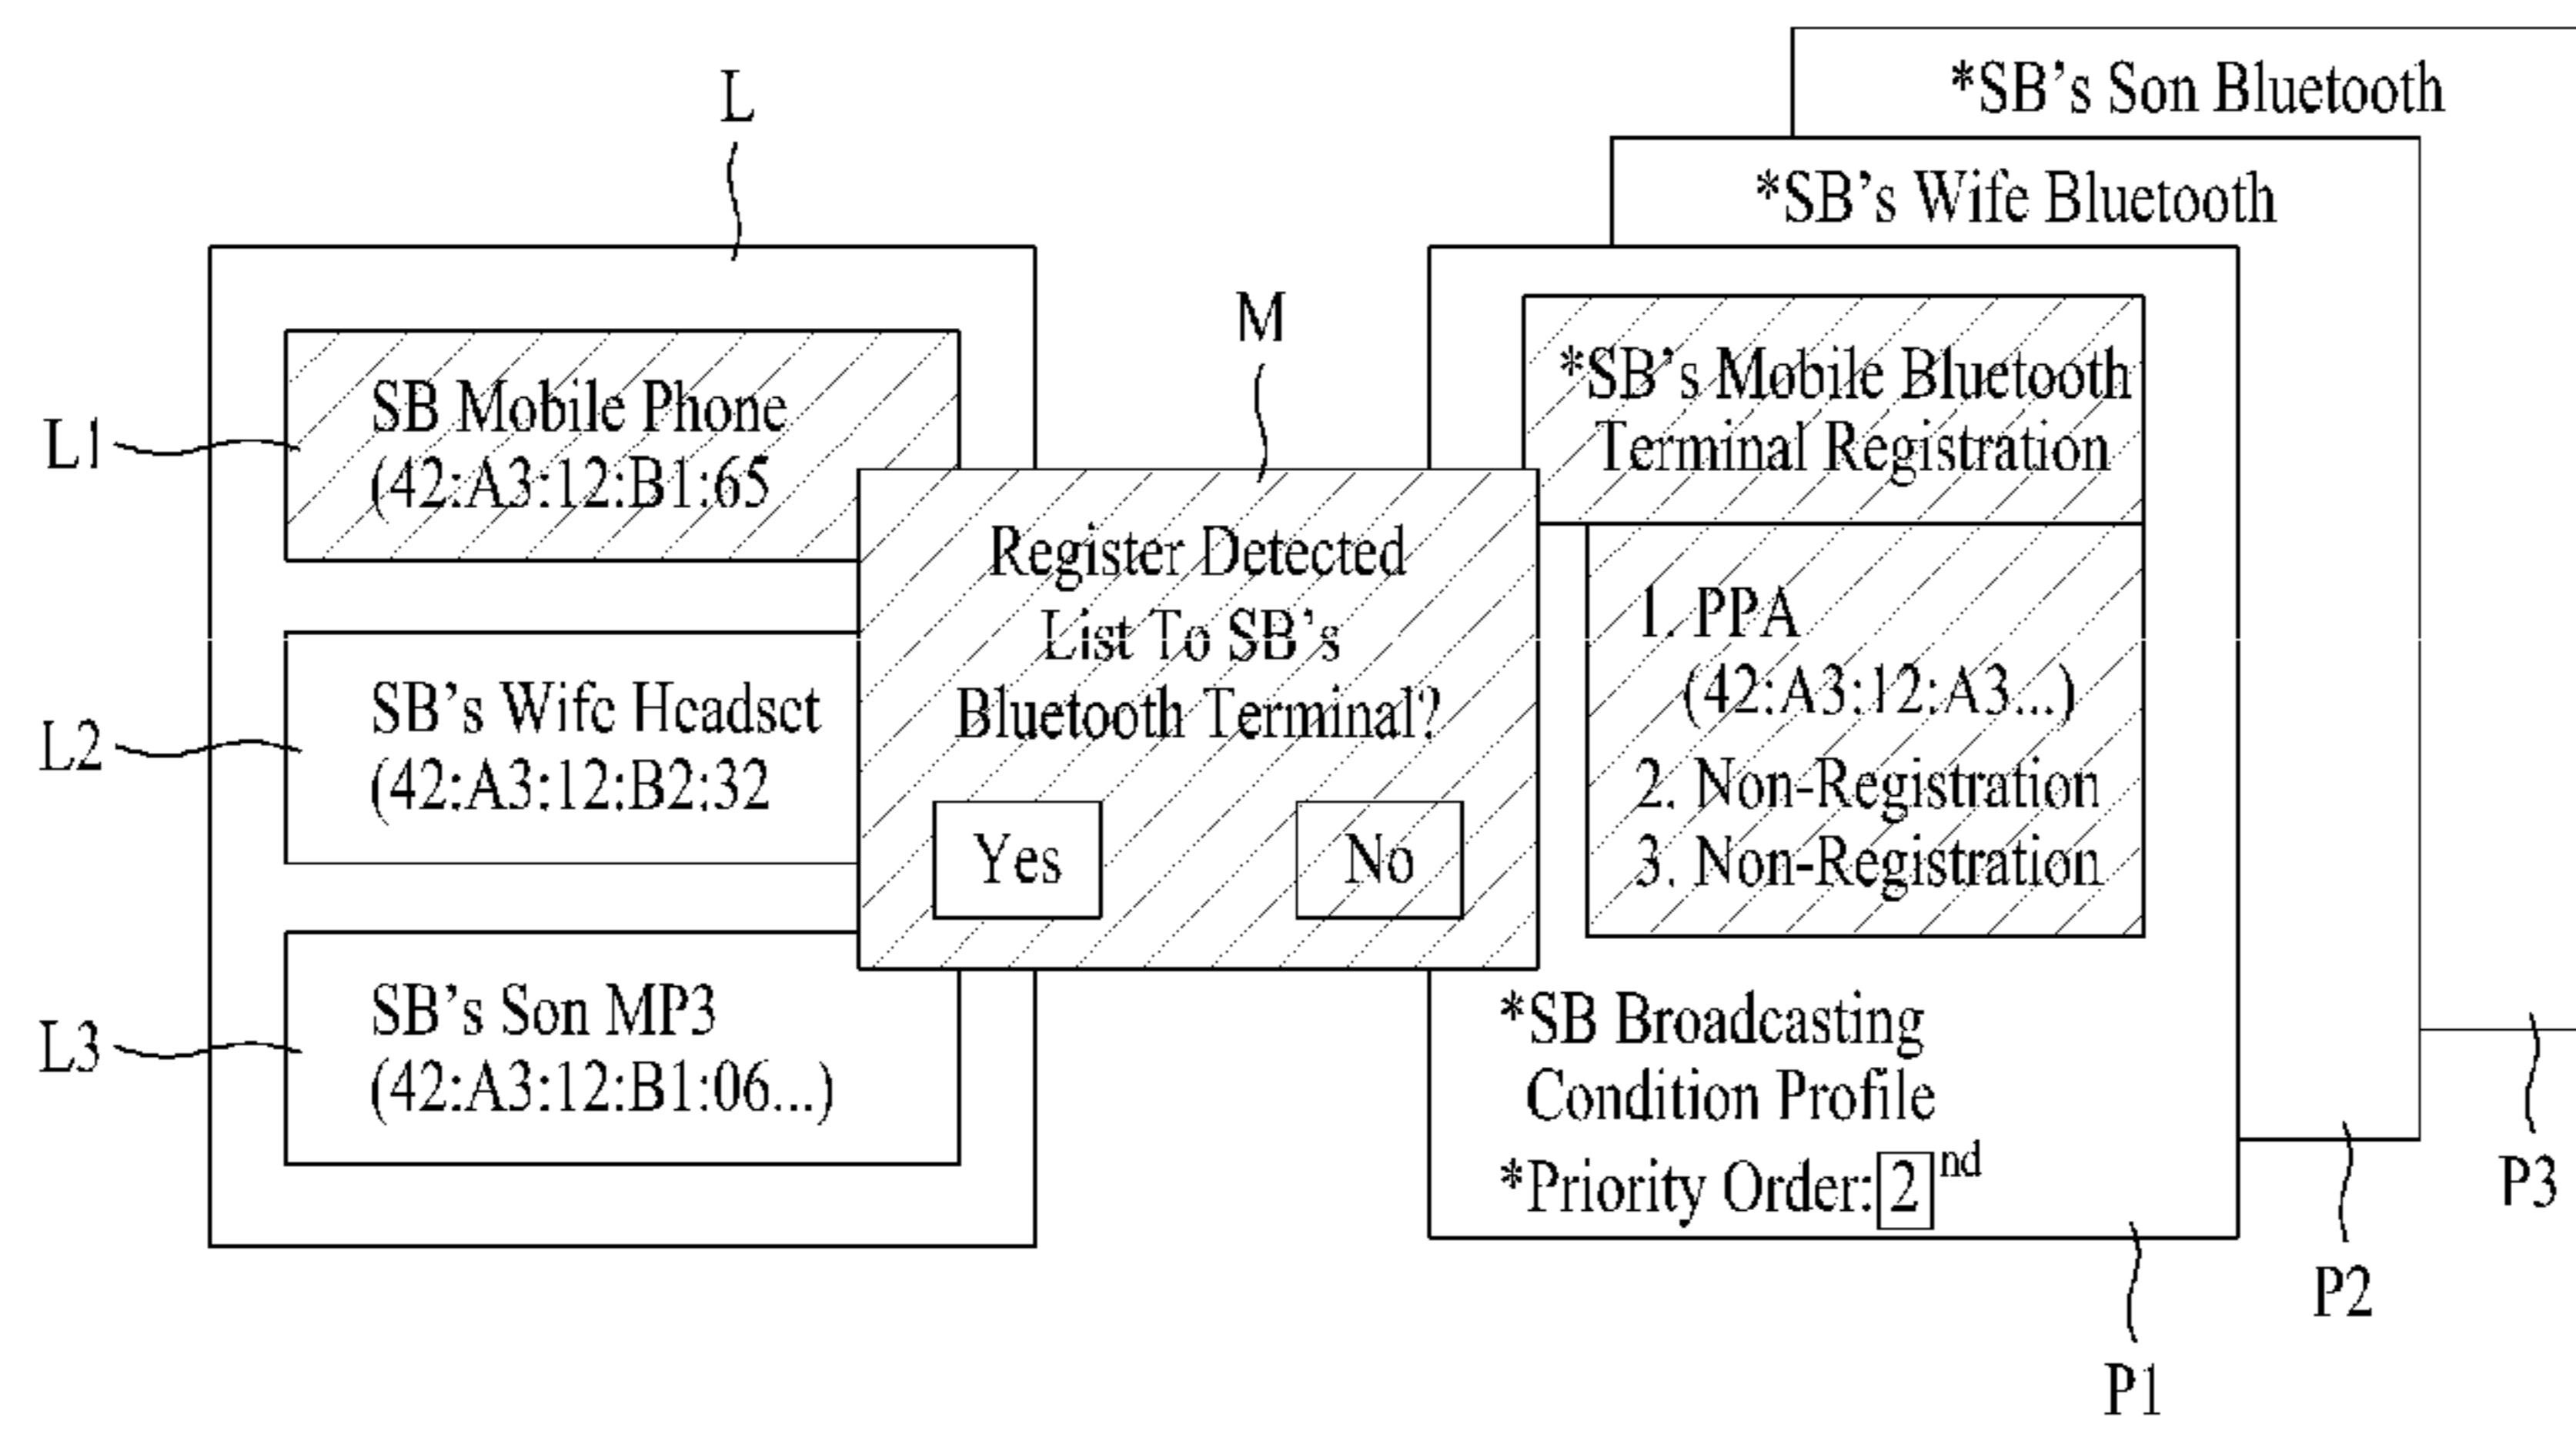 L
L1
SB Mobile Phone
(42:A3:12:B1:65
L2
SB's Wife Headset
(42:A3:12:B2:32
L3
SB's Son MP3
(42:A3:12:B1:06...)
M
Register Detected
List To SB's
Bluetooth Terminal?
Yes
No
*SB's Son Bluetooth
*SB's Wife Bluetooth
*SB's Mobile Bluetooth
Terminal Registration
1. PPA
(42:A3:12:A3...)
2. Non-Registration
3. Non-Registration
*SB Broadcasting
Condition Profile
*Priority Order: 2nd
P3
P2
P1